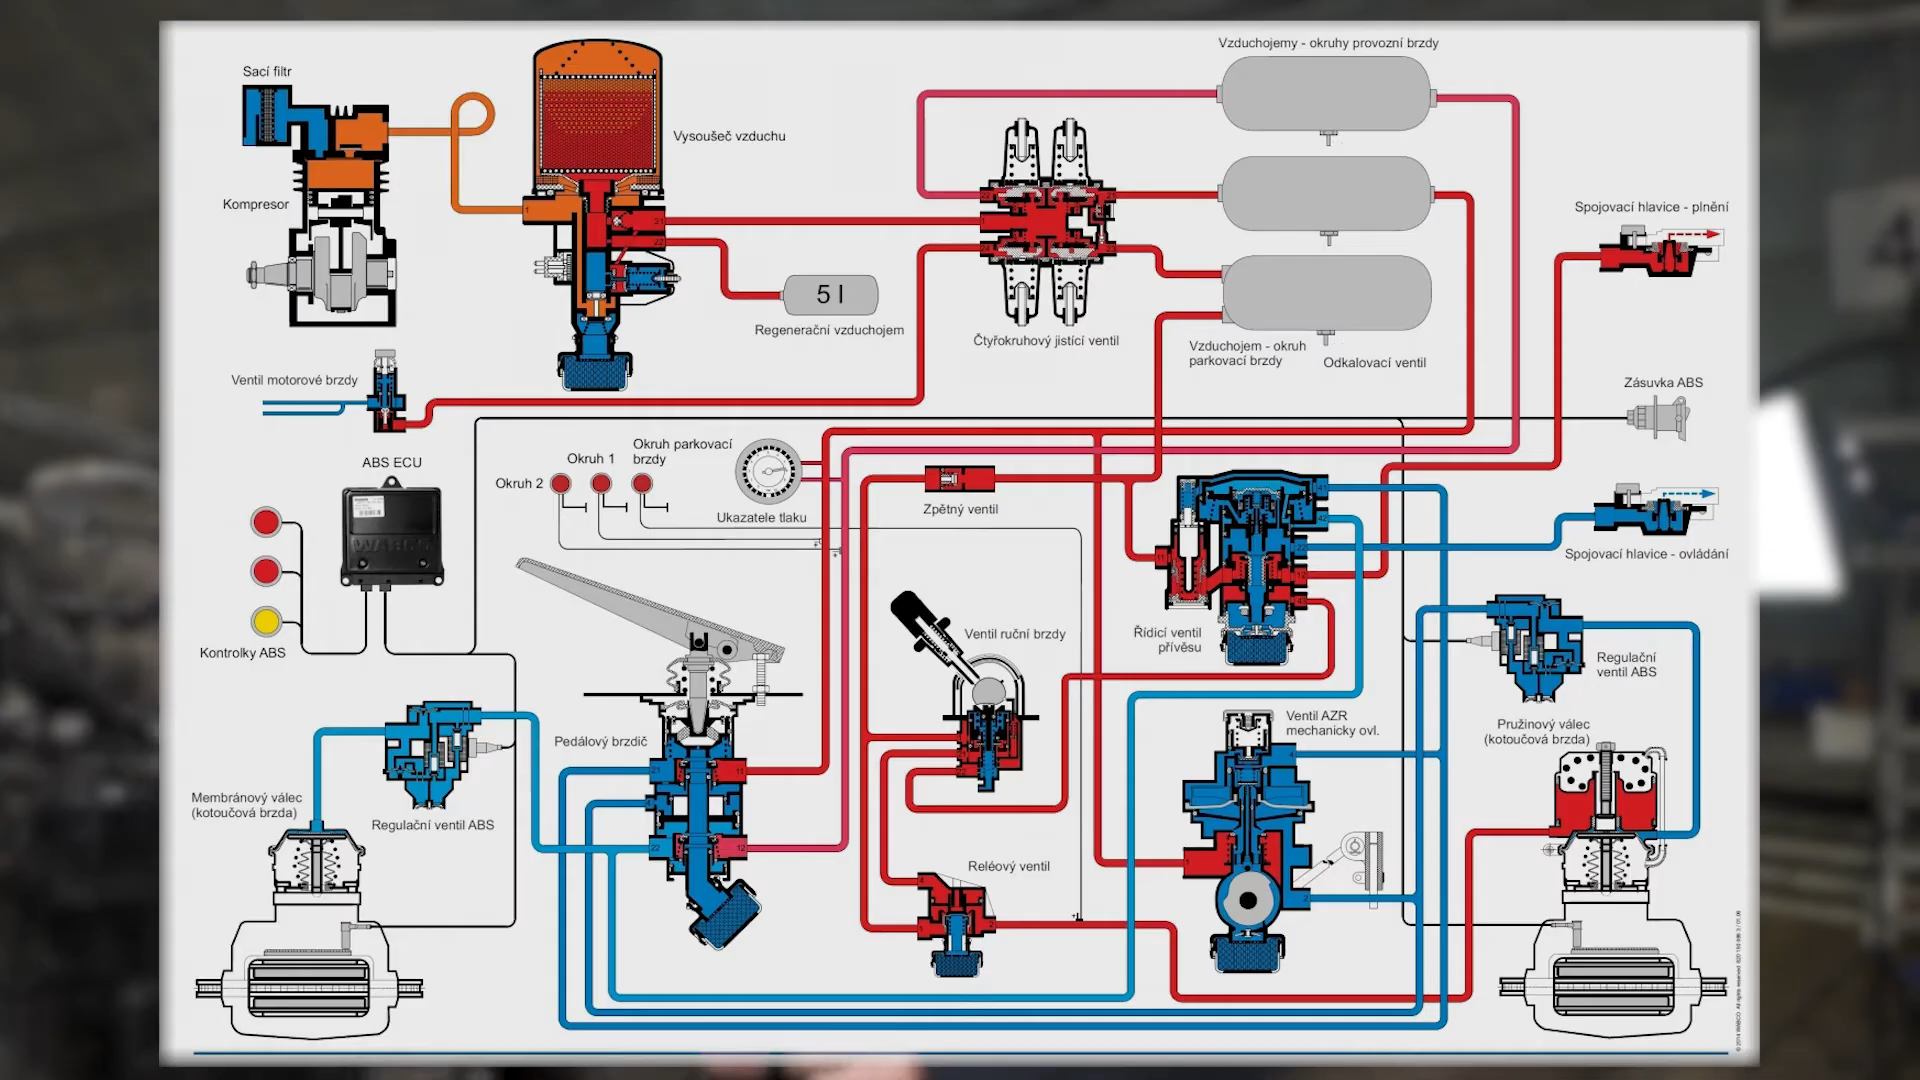 Vzduchojemy - okruhy provozní brzdy
Sací filtr
Vysoušeč vzduchu
Kompresor
Spojovací hlavice - plnění
5 l
Regenerační vzduchojem
Čtyřokruhový jistící ventil
Vzduchojem - okruh
parkovací brzdy
Odkalovací ventil
Ventil motorové brzdy
Zásuvka ABS
ABS ECU
Okruh 2
Okruh 1
Okruh parkovací
brzdy
Ukazatele tlaku
Zpětný ventil
Spojovací hlavice - ovládání
Kontrolky ABS
Ventil ruční brzdy
Řídicí ventil
přívěsu
Regulační
ventil ABS
Pedálový brzdič
Ventil AZR
mechanicky ovl.
Pružinový válec
(kotoučová brzda)
Membránový válec
(kotoučová brzda)
Regulační ventil ABS
Reléový ventil